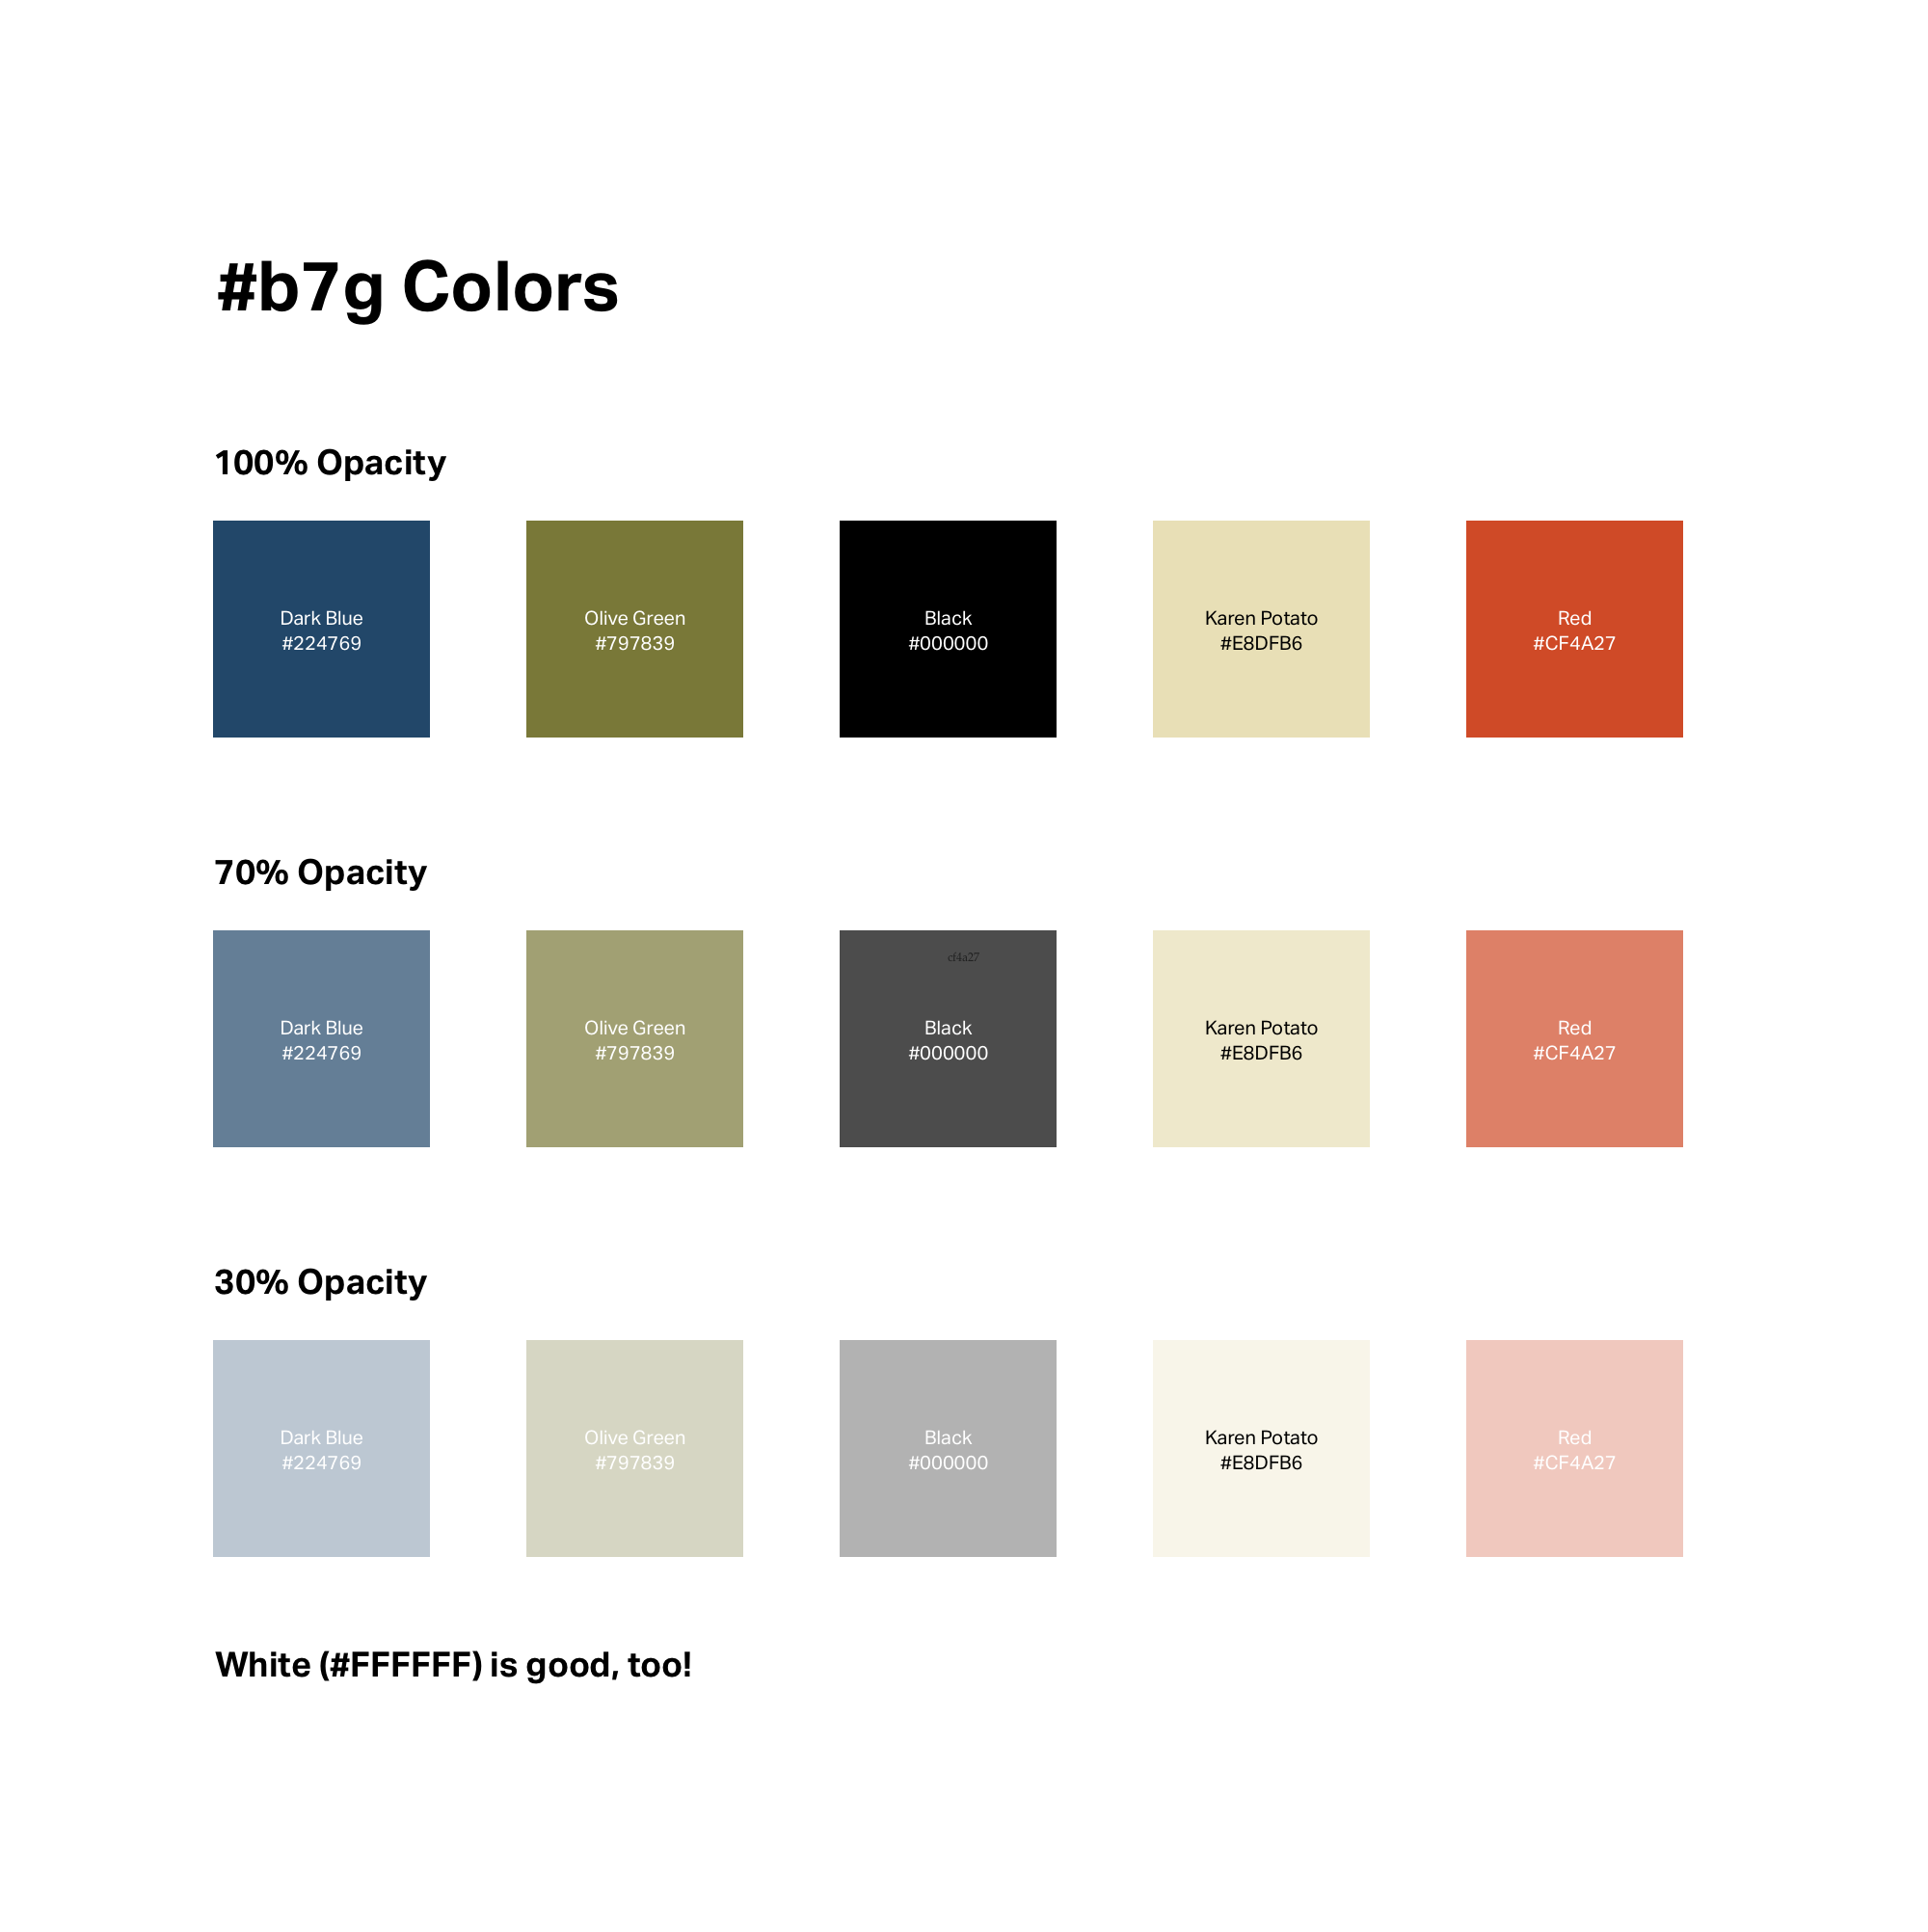 #b7g Colors
100% Opacity
Dark Blue
#224769
Olive Green
#797839
Black
#000000
Karen Potato
#E8DFB6
Red
#CF4A27
70% Opacity
Dark Blue
#224769
Olive Green
#797839
cf4a27
Black
#000000
Karen Potato
#E8DFB6
Red
#CF4A27
30% Opacity
Dark Blue
#224769
Olive Green
#797839
Black
#000000
Karen Potato
#E8DFB6
Red
#CF4A27
White (#FFFFFF) is good, too!